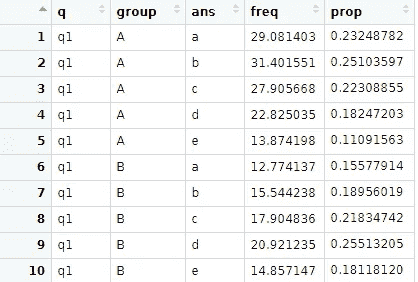 q group ans freq prop
1 q1 A a 29.081403 0.23248782
2 q1 A b 31.401551 0.25103597
3 q1 A c 27.905668 0.22308855
4 q1 A d 22.825035 0.18247203
5 q1 A e 13.874198 0.11091563
6 q1 B a 12.774137 0.15577914
7 q1 B b 15.544238 0.18956019
8 q1 B c 17.904836 0.21834742
9 q1 B d 20.921235 0.25513205
10 q1 B e 14.857147 0.18118120